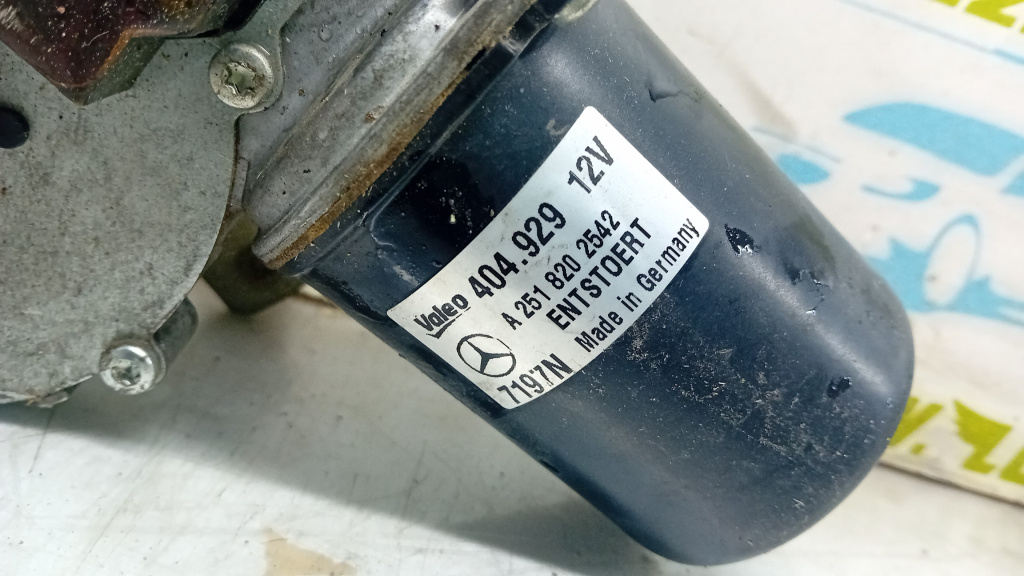 Valeo 404.929 12V
A 251 820 2542
ENTSTOERT
7197N Made in Germany